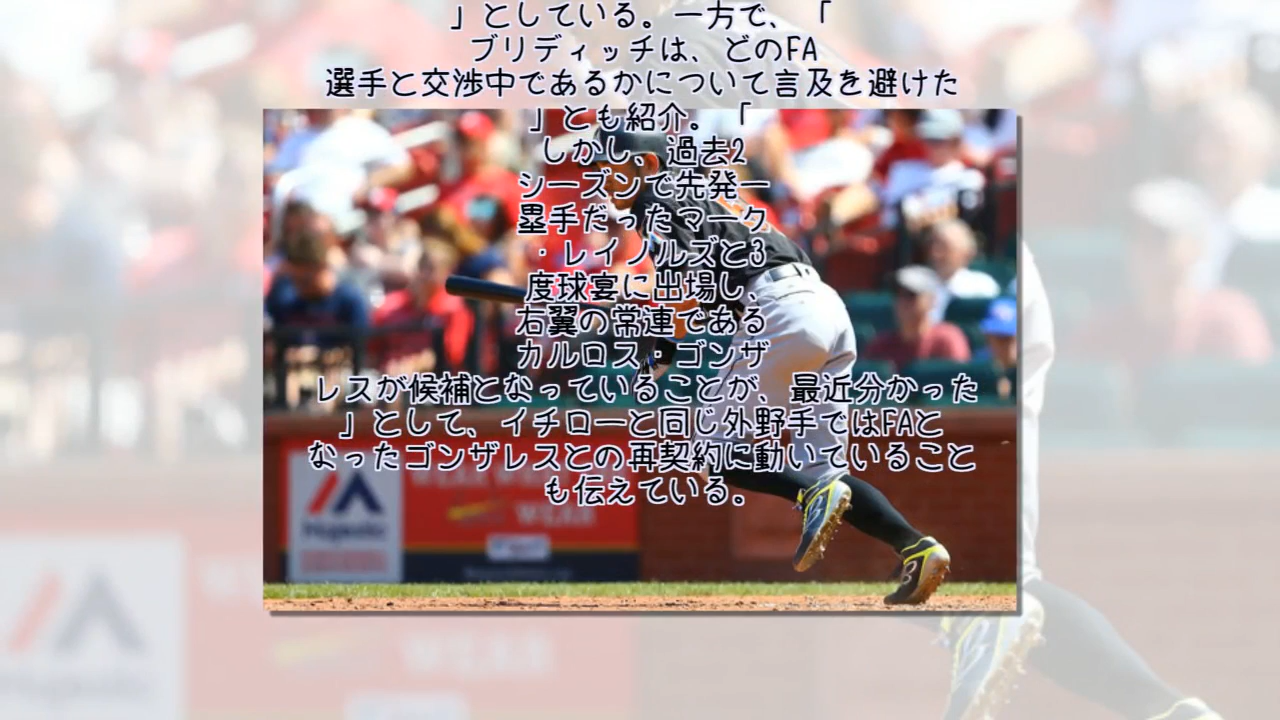 」としている。一方で、「
ブリディッチは、どのFA
選手と交渉中であるかについて言及を避けた
」とも紹介。「
しかし、過去2
シーズンで先発一
塁手だったマーク
・レイノルズと3
度球宴に出場し、
右翼の常連である
カルロス・ゴンザ
レスが候補となっていることが、最近分かった
」として、イチローと同じ外野手ではFAと
なったゴンザレスとの再契約に動いていること
も伝えている。
Majestic
WEAR